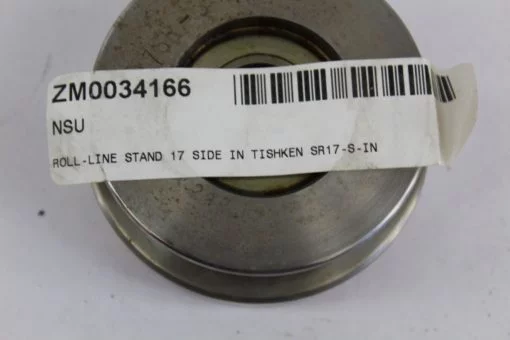 ZM0034166
NSU
ROLL-LINE STAND 17 SIDE IN TISHKEN SR17-S-IN